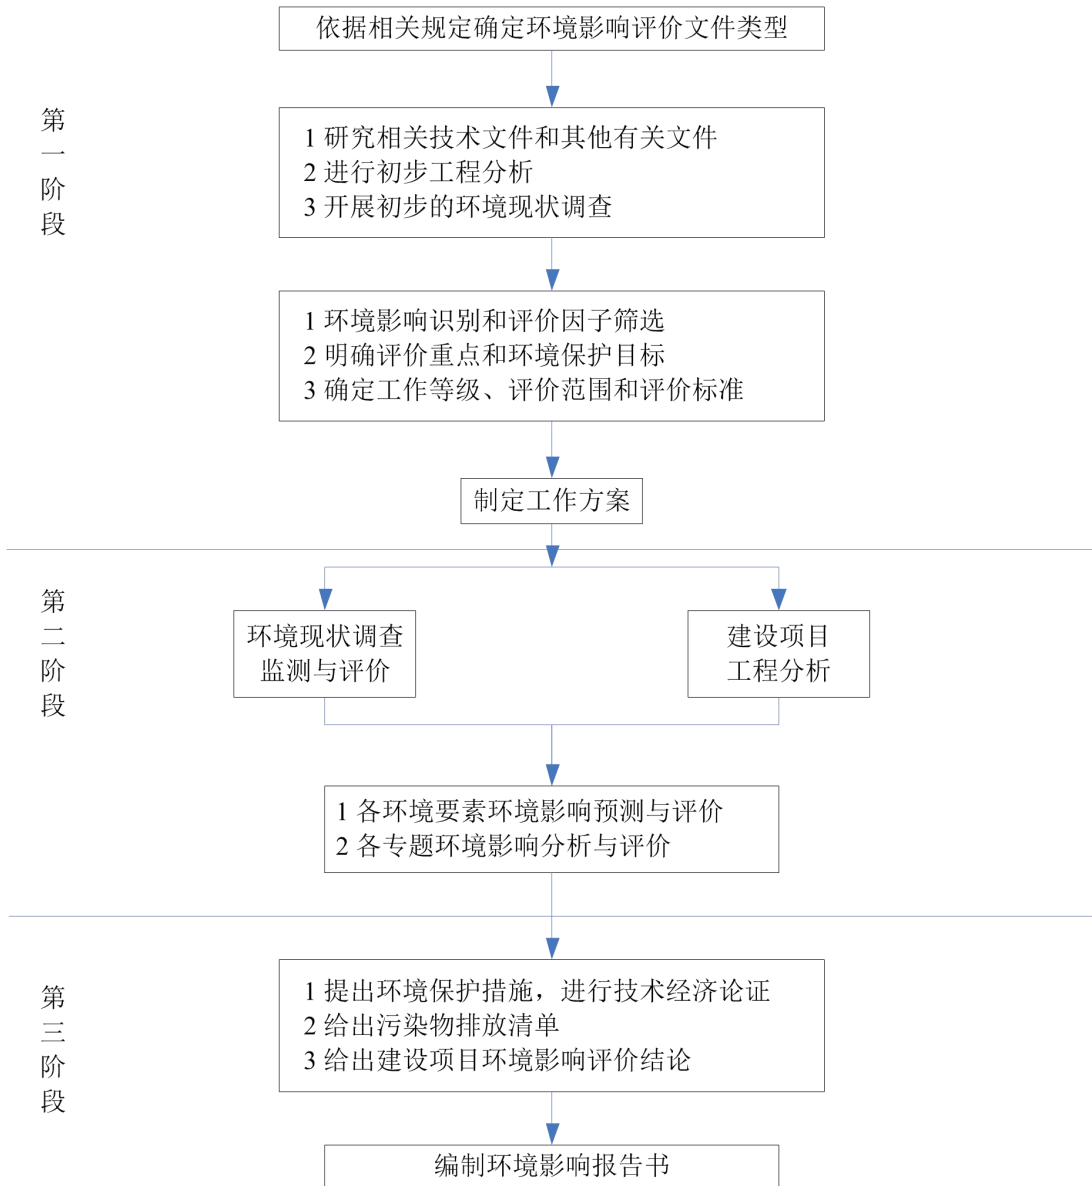 依据相关规定确定环境影响评价文件类型
第一阶段
1 研究相关技术文件和其他有关文件
2 进行初步工程分析
3 开展初步的环境现状调查
1 环境影响识别和评价因子筛选
2 明确评价重点和环境保护目标
3 确定工作等级、评价范围和评价标准
制定工作方案
第二阶段
环境现状调查
监测与评价
建设项目
工程分析
1 各环境要素环境影响预测与评价
2 各专题环境影响分析与评价
第三阶段
1 提出环境保护措施，进行技术经济论证
2 给出污染物排放清单
3 给出建设项目环境影响评价结论
编制环境影响报告书